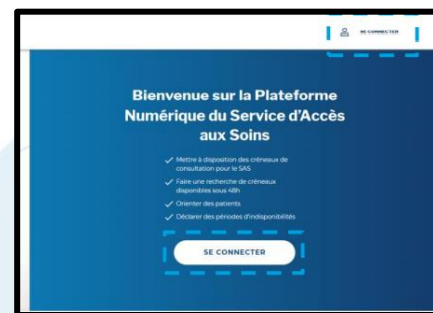 SE CONNECTER
Bienvenue sur la Plateforme
Numérique du Service d'Accès
aux Soins
Mettre à disposition des créneaux de
consultation pour le SAS
Faire une recherche de créneaux
disponibles sous 48h
Orienter des patients
Déclarer des périodes d'indisponibilités
SE CONNECTER